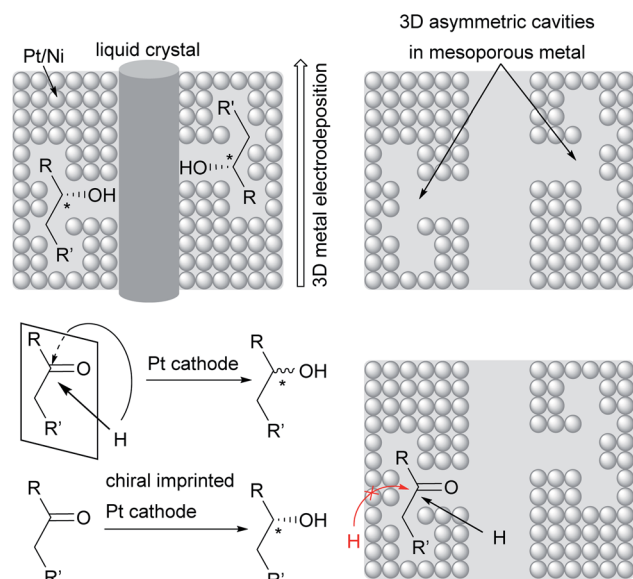 Pt/Ni
liquid crystal
R'
HO
*
R
R
OH
*
R'
3D metal electrodeposition
3D asymmetric cavities
in mesoporous metal
R
O
R'
H
Pt cathode
R
OH
*
R'
R
O
R'
chiral imprinted
Pt cathode
R
OH
*
R'
R
O
R'
H
H